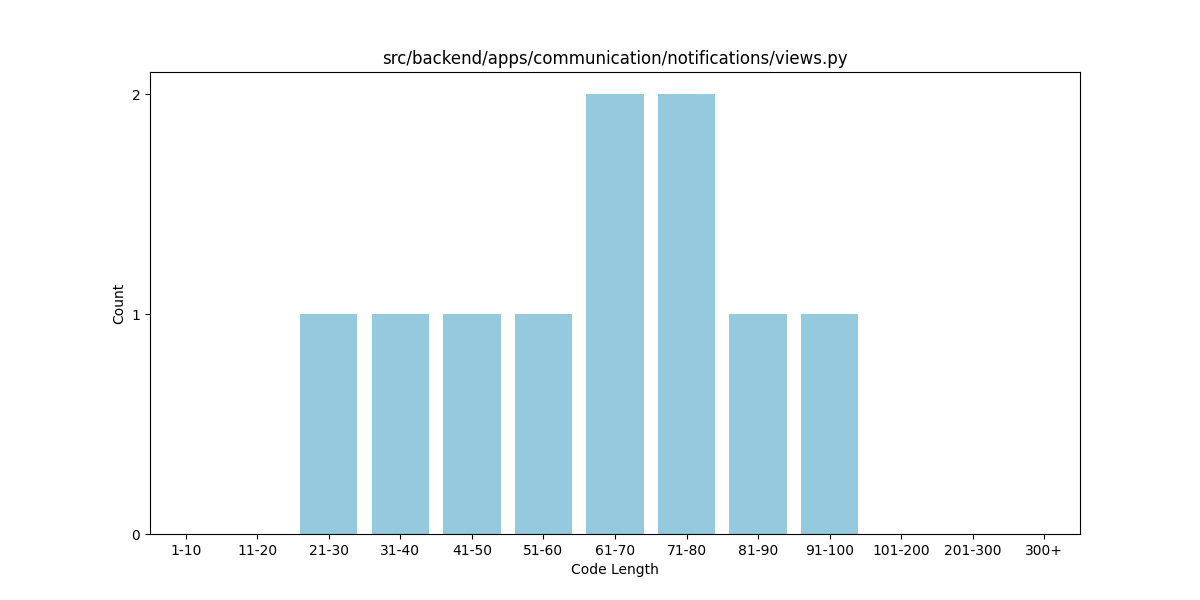 src/backend/apps/communication/notifications/views.py
2
1
0
Count
1-10 11-20 21-30 31-40 41-50 51-60 61-70 71-80 81-90 91-100 101-200 201-300 300+
Code Length